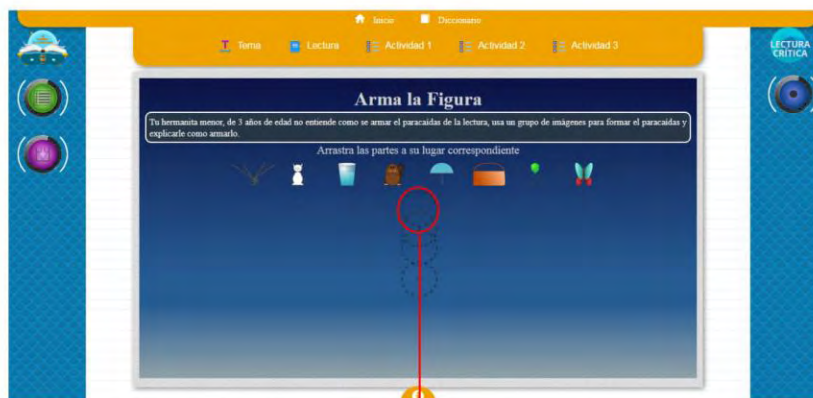 Inicio Diccionario
Tema Lectura Actividad 1 Actividad 2 Actividad 3
LECTURA
CRÍTICA
Arma la Figura
Tu hermanita menor, de 3 años de edad no entiende como se armar el paracaidas de la lectura, usa un grupo de imágenes para formar el paracaidas y
explicarle como armarlo.
Arrastra las partes a su lugar correspondiente